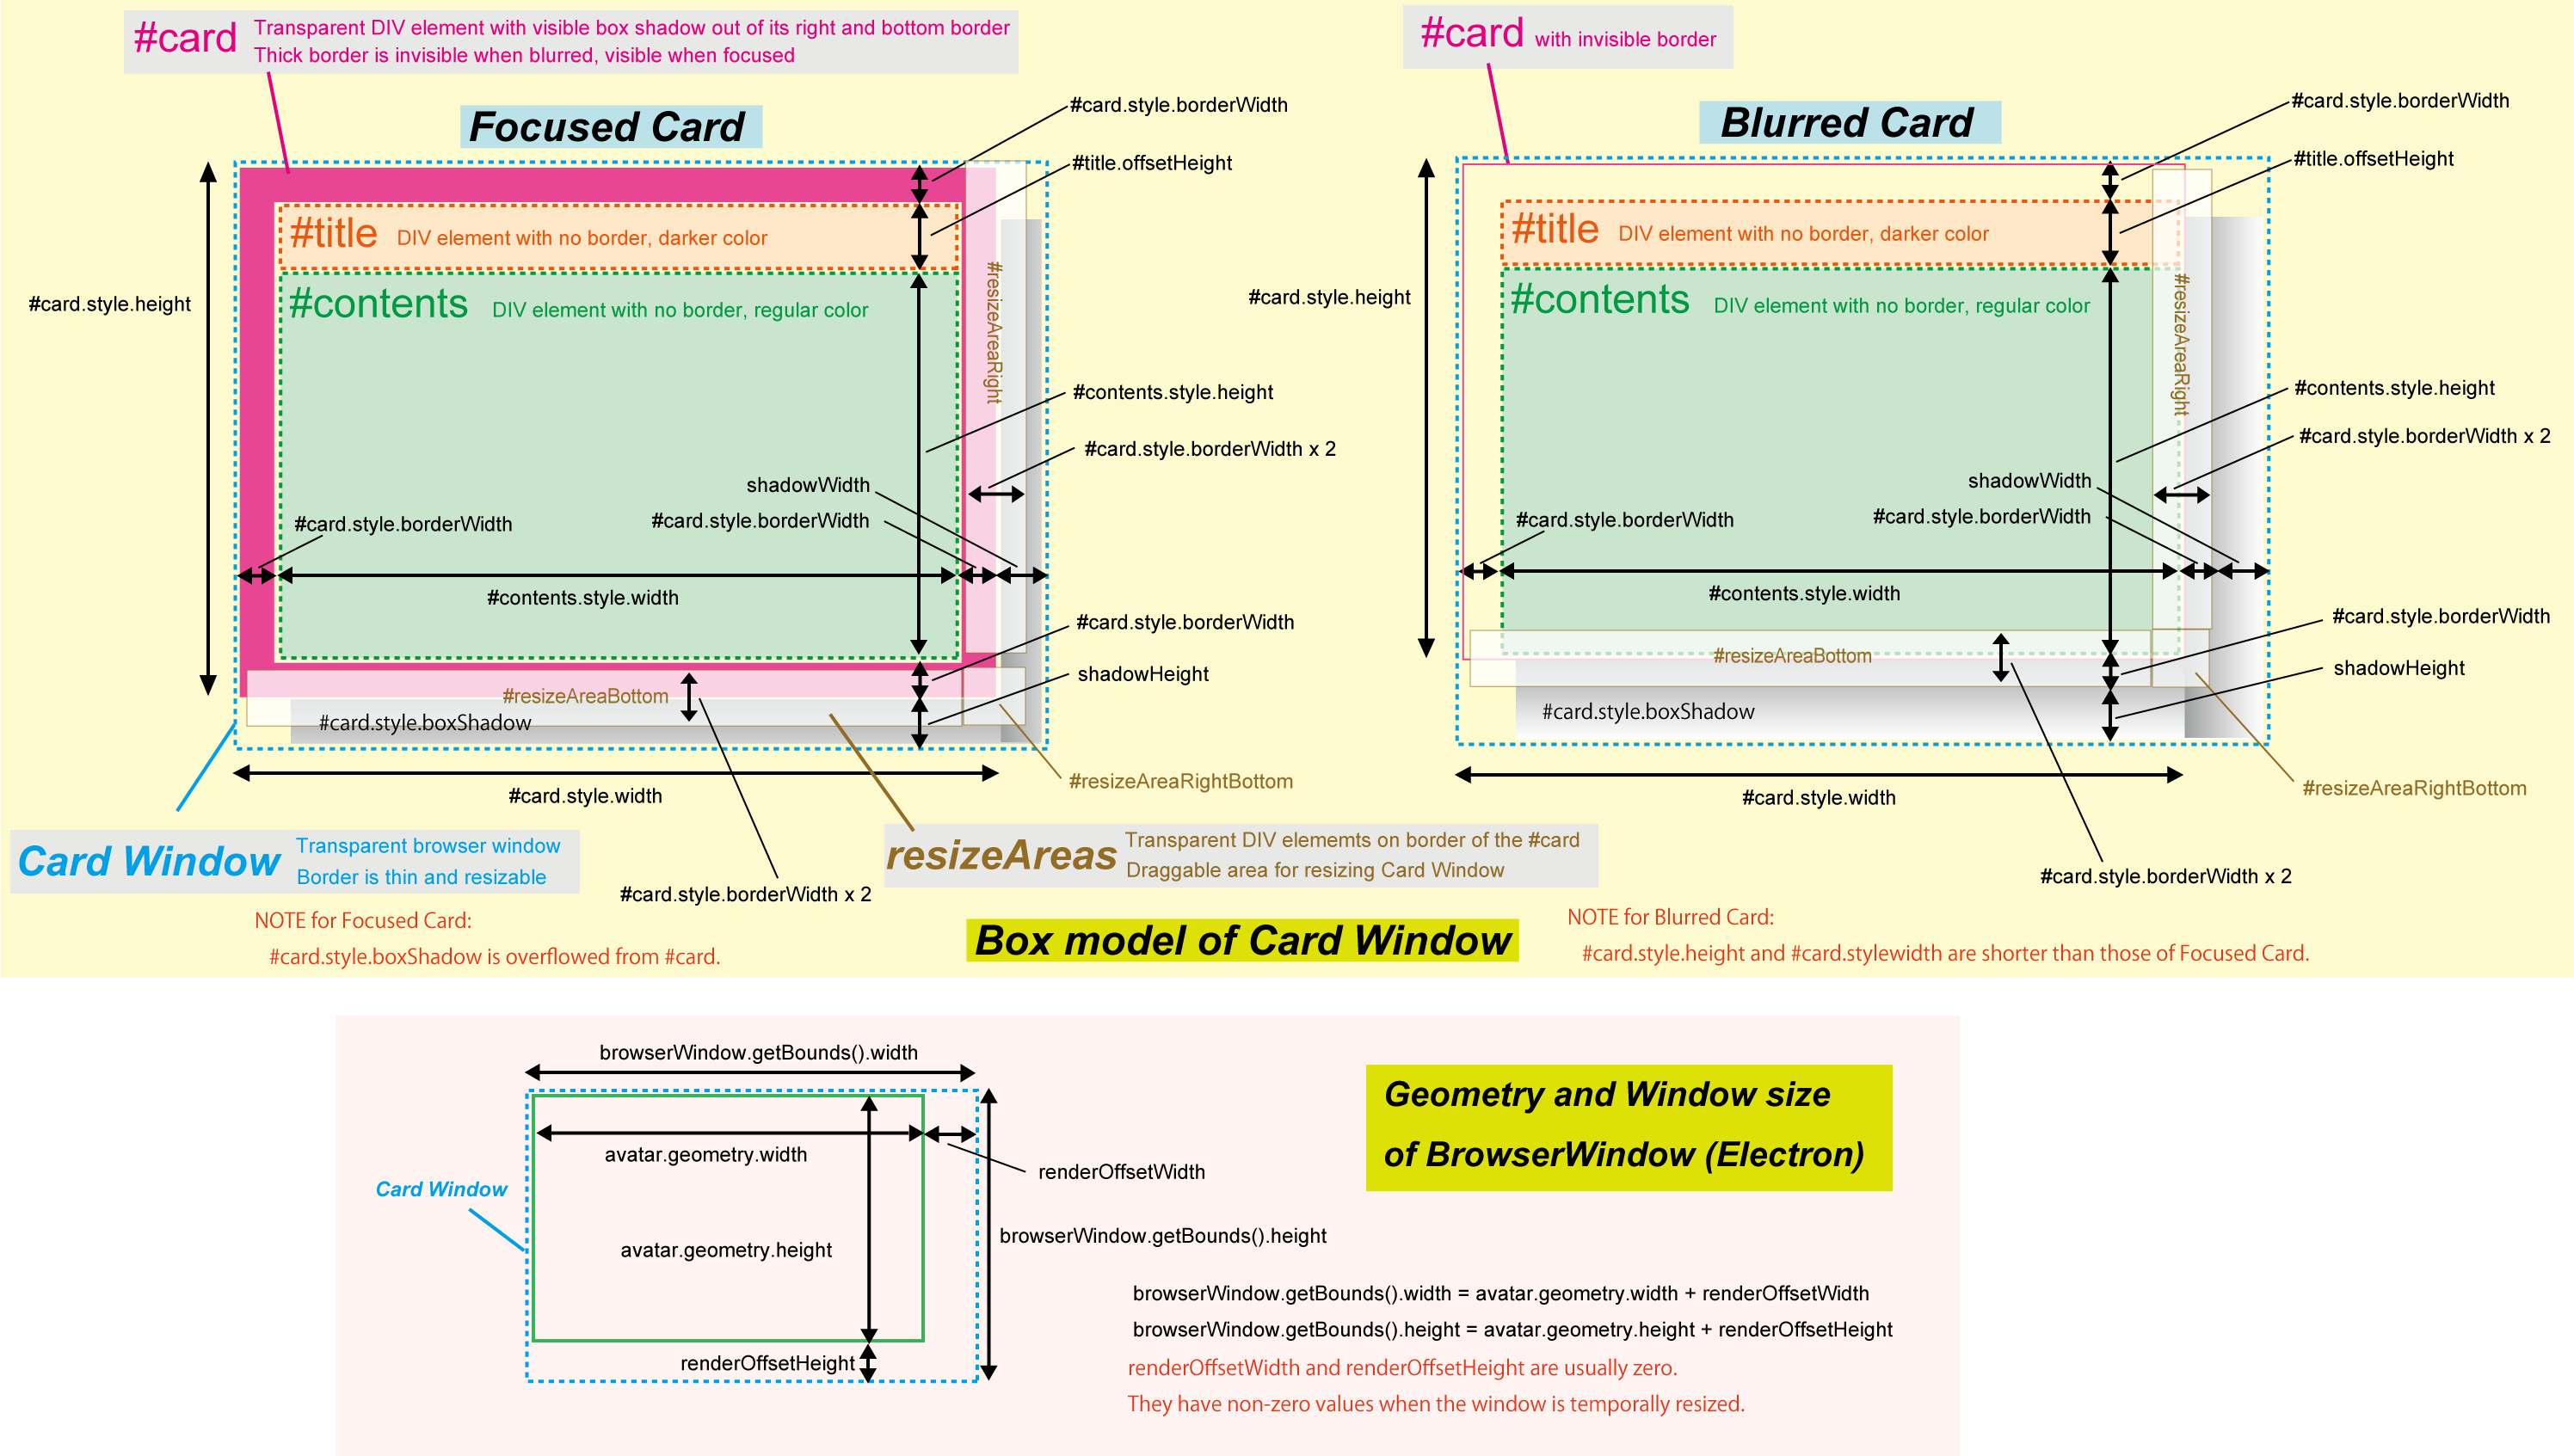 #card Transparent DIV element with visible box shadow out of its right and bottom border
Thick border is invisible when blurred, visible when focused
Focused Card
#card.style.borderWidth
#title.offsetHeight
#title DIV element with no border, darker color
#contents DIV element with no border, regular color
#resizeAreaRight
#card.style.height
#contents.style.height
#card.style.borderWidth x 2
shadowWidth
#card.style.borderWidth
#card.style.borderWidth
#contents.style.width
#card.style.borderWidth
shadowHeight
#resizeAreaBottom
#card.style.boxShadow
#resizeAreaRightBottom
#card.style.width
Card Window Transparent browser window
Border is thin and resizable
resizeAreas Transparent DIV elememts on border of the #card
Draggable area for resizing Card Window
#card.style.borderWidth x 2
NOTE for Focused Card:
#card.style.boxShadow is overflowed from #card.
#card with invisible border
Blurred Card
#card.style.borderWidth
#title.offsetHeight
#title DIV element with no border, darker color
#contents DIV element with no border, regular color
#resizeAreaRight
#card.style.height
#contents.style.height
#card.style.borderWidth x 2
shadowWidth
#card.style.borderWidth
#card.style.borderWidth
#contents.style.width
#card.style.borderWidth
shadowHeight
#resizeAreaBottom
#card.style.boxShadow
#resizeAreaRightBottom
#card.style.width
#card.style.borderWidth x 2
NOTE for Blurred Card:
#card.style.height and #card.stylewidth are shorter than those of Focused Card.
Box model of Card Window
browserWindow.getBounds().width
avatar.geometry.width
renderOffsetWidth
Card Window
avatar.geometry.height
browserWindow.getBounds().height
renderOffsetHeight
Geometry and Window size
of BrowserWindow (Electron)
browserWindow.getBounds().width = avatar.geometry.width + renderOffsetWidth
browserWindow.getBounds().height = avatar.geometry.height + renderOffsetHeight
renderOffsetWidth and renderOffsetHeight are usually zero.
They have non-zero values when the window is temporally resized.